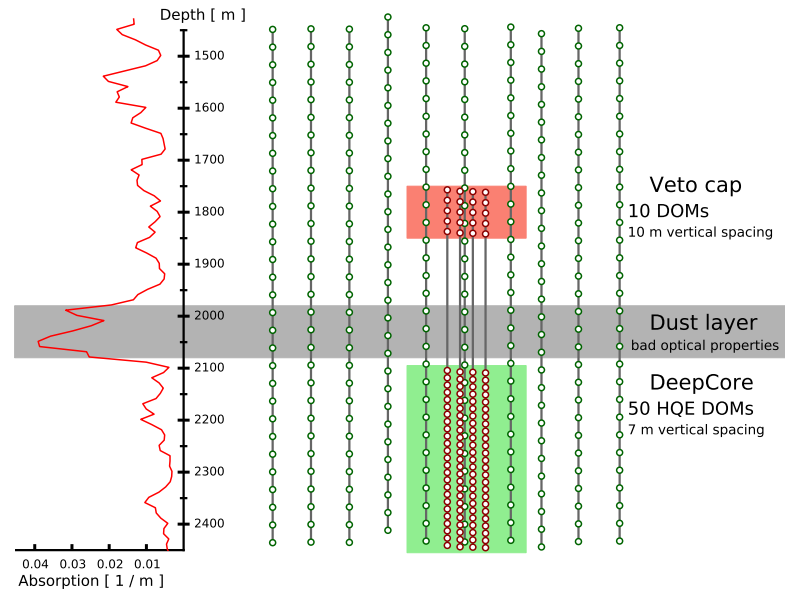 Depth [ m ]
1500
1600
1700
1800
1900
2000
2100
2200
2300
2400
0.04 0.03 0.02 0.01
Absorption [ 1 / m ]
Veto cap
10 DOMs
10 m vertical spacing
Dust layer
bad optical properties
DeepCore
50 HQE DOMs
7 m vertical spacing